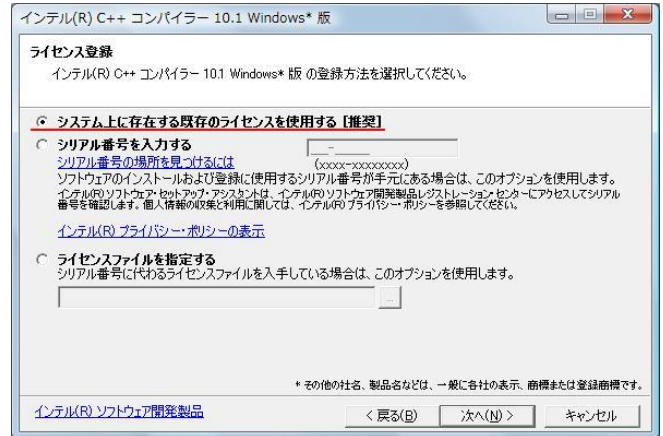 インテル(R) C++ コンパイラー 10.1 Windows* 版
ライセンス登録
インテル(R) C++ コンパイラー 10.1 Windows* 版 の登録方法を選択してください。
システム上に存在する既存のライセンスを使用する [推奨]
シリアル番号を入力する
シリアル番号の場所を見つけるには
(xxxx-xxxxxxxx)
ソフトウェアのインストールおよび登録に使用するシリアル番号が手元にある場合は、このオプションを使用します。
インテル(R) ソフトウェア・セットアップ・アシスタントは、インテル(R) ソフトウェア開発製品レジストレーション・センターにアクセスしてシリアル
番号を確認します。個人情報の収集と利用に関しては、インテル(R) プライバシー・ポリシーを参照してください。
インテル(R) プライバシー・ポリシーの表示
ライセンスファイルを指定する
シリアル番号に代わるライセンスファイルを入手している場合は、このオプションを使用します。
...
* その他の社名、製品名などは、一般に各社の表示、商標または登録商標です。
インテル(R) ソフトウェア開発製品
< 戻る(B)
次へ(N) >
キャンセル